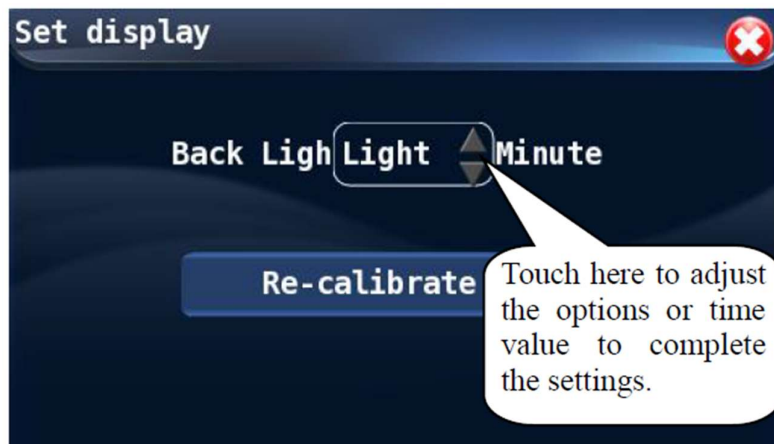 Set display
Back Ligh Light Minute
Re-calibrate
Touch here to adjust
the options or time
value to complete
the settings.